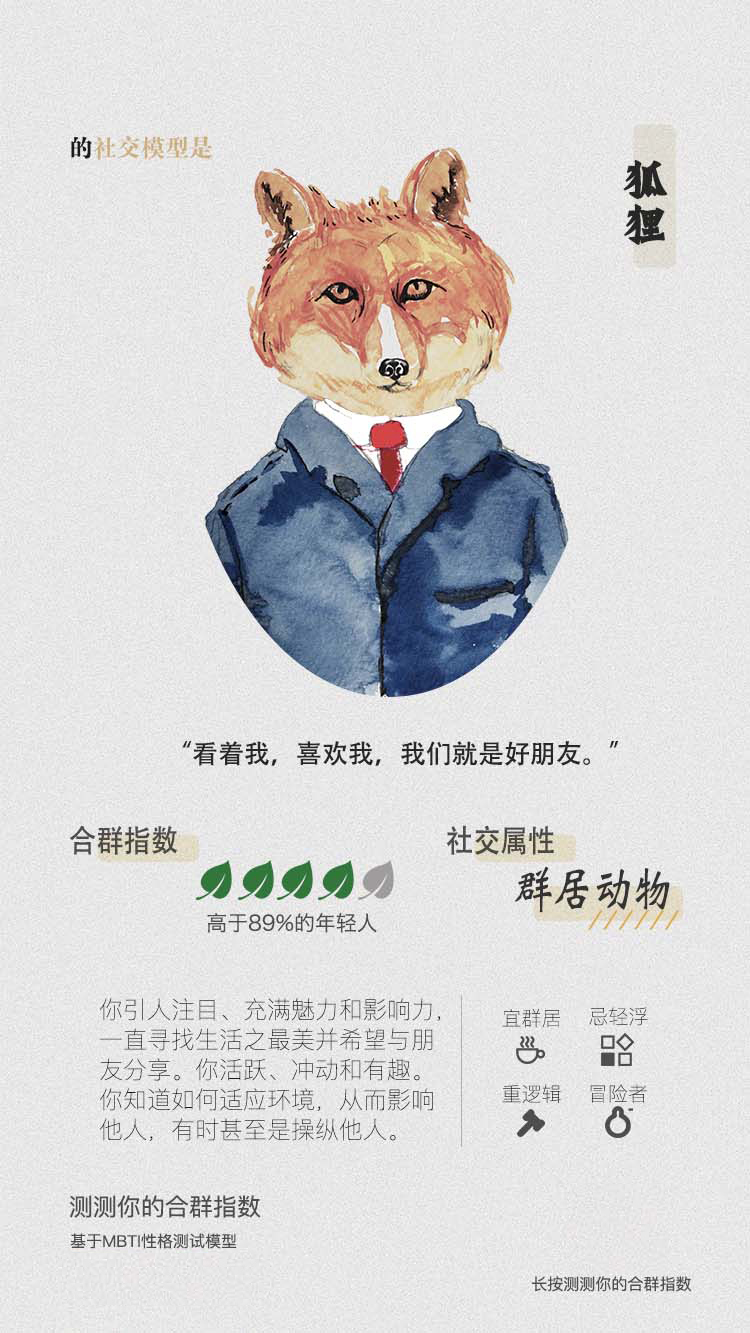 的社交模型是
狐狸
“看着我，喜欢我，我们就是好朋友。”
合群指数
高于89%的年轻人
社交属性
群居动物
你引人注目、充满魅力和影响力，
一直寻找生活之最美并希望与朋
友分享。你活跃、冲动和有趣。
你知道如何适应环境，从而影响
他人，有时甚至是操纵他人。
宜群居 忌轻浮
重逻辑 冒险者
测测你的合群指数
基于MBTI性格测试模型
长按测测你的合群指数